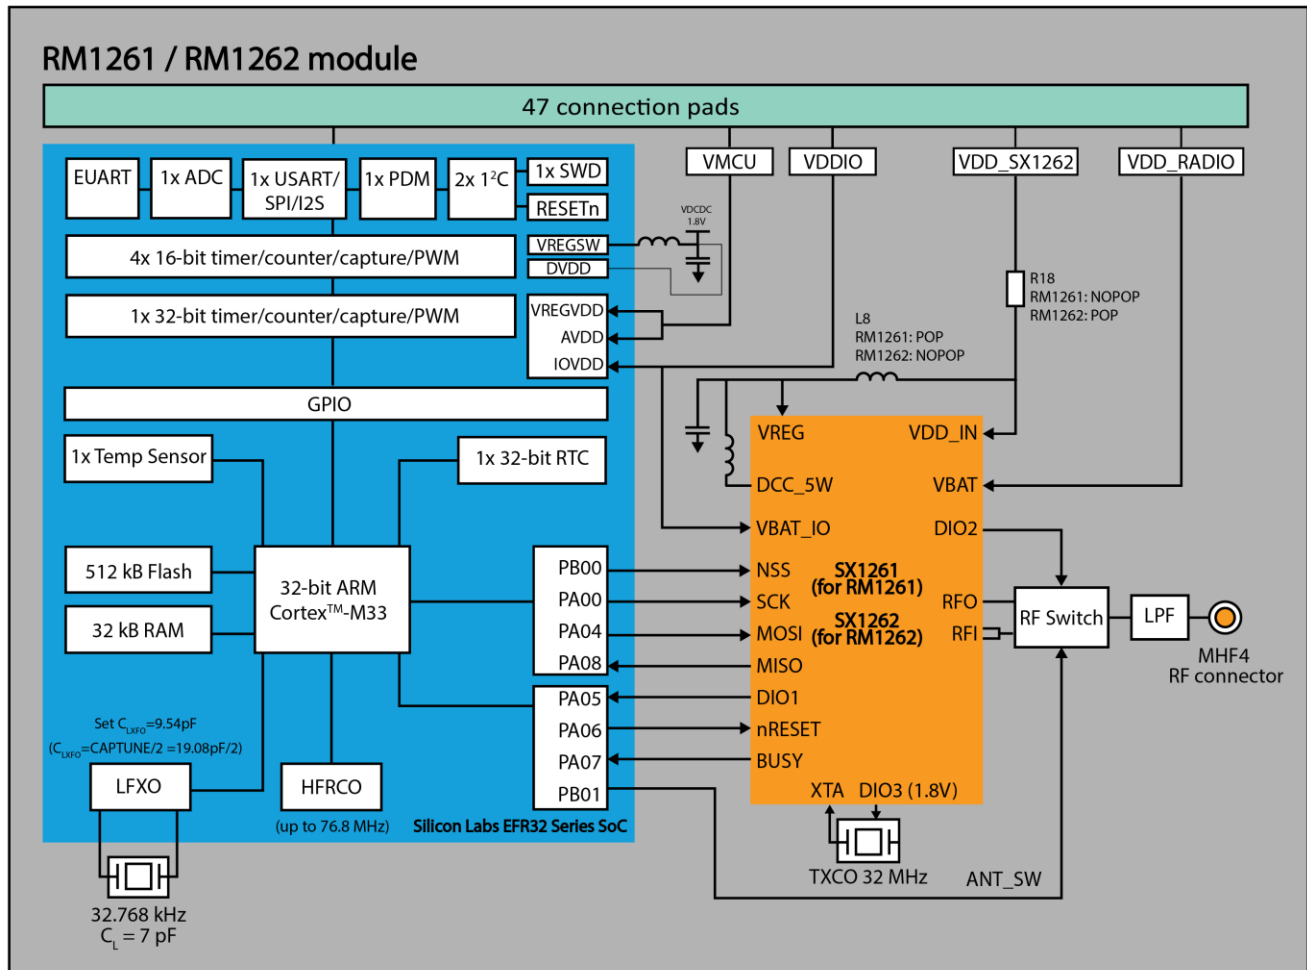 RM1261 / RM1262 module
47 connection pads
EUART
1x ADC
1x USART/
SPI/I2S
1x PDM
2x 1²C
1x SWD
RESETn
VMCU
VDDIO
VDD_SX1262
VDD_RADIO
VDCDC
1.8V
4x 16-bit timer/counter/capture/PWM
VREGSW
DVDD
1x 32-bit timer/counter/capture/PWM
VREGVDD
AVDD
IOVDD
R18
RM1261: NOPOP
RM1262: POP
L8
RM1261: POP
RM1262: NOPOP
GPIO
1x Temp Sensor
1x 32-bit RTC
VREG
VDD_IN
DCC_5W
VBAT
VBAT_IO
DIO2
512 kB Flash
32 kB RAM
32-bit ARM
Cortex™-M33
PB00
PA00
PA04
PA08
NSS
SCK
MOSI
MISO
SX1261
(for RM1261)
SX1262
(for RM1262)
RFO
RFI
RF Switch
LPF
MHF4
RF connector
PA05
PA06
PA07
PB01
DIO1
nRESET
BUSY
XTA
DIO3 (1.8V)
Set CLXFO=9.54pF
(CLXFO=CAPTUNE/2 =19.08pF/2)
LFXO
HFRCO
(up to 76.8 MHz)
Silicon Labs EFR32 Series SoC
TXCO 32 MHz
ANT_SW
32.768 kHz
CL = 7 pF